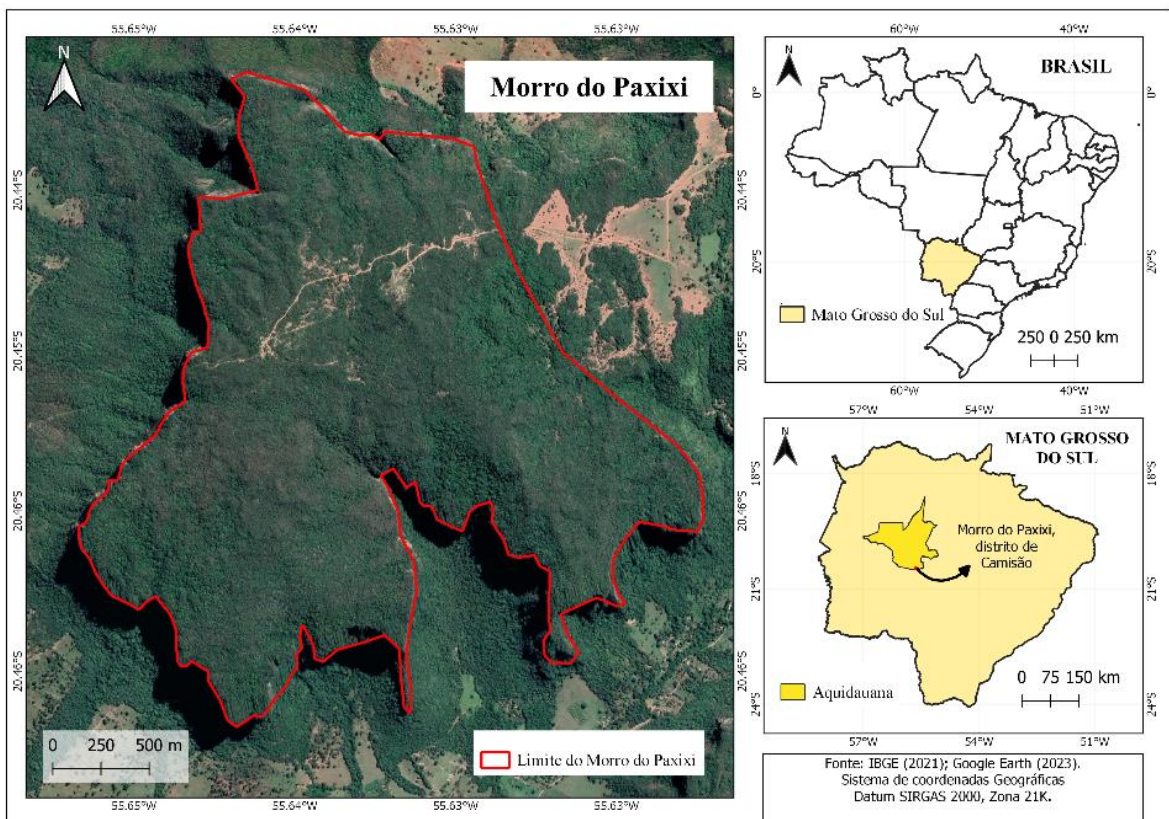 55.65°W 55.64°W 55.63°W 55.63°W
N
Morro do Paxixi
20.44°S
20.44°S
20.45°S
20.45°S
20.46°S
20.46°S
20.46°S
20.46°S
0 250 500 m
Limite do Morro do Paxixi
55.65°W 55.64°W 55.63°W 55.63°W
60°W 40°W
N
BRASIL
0°
0°
20°S
20°S
Mato Grosso do Sul
250 0 250 km
60°W 40°W
57°W 54°W 51°W
N
MATO GROSSO
DO SUL
18°S
18°S
Morro do Paxixi,
distrito de
Camisão
21°S
21°S
0 75 150 km
Aquidauana
24°S
24°S
57°W 54°W 51°W
Fonte: IBGE (2021); Google Earth (2023).
Sistema de coordenadas Geográficas
Datum SIRGAS 2000, Zona 21K.